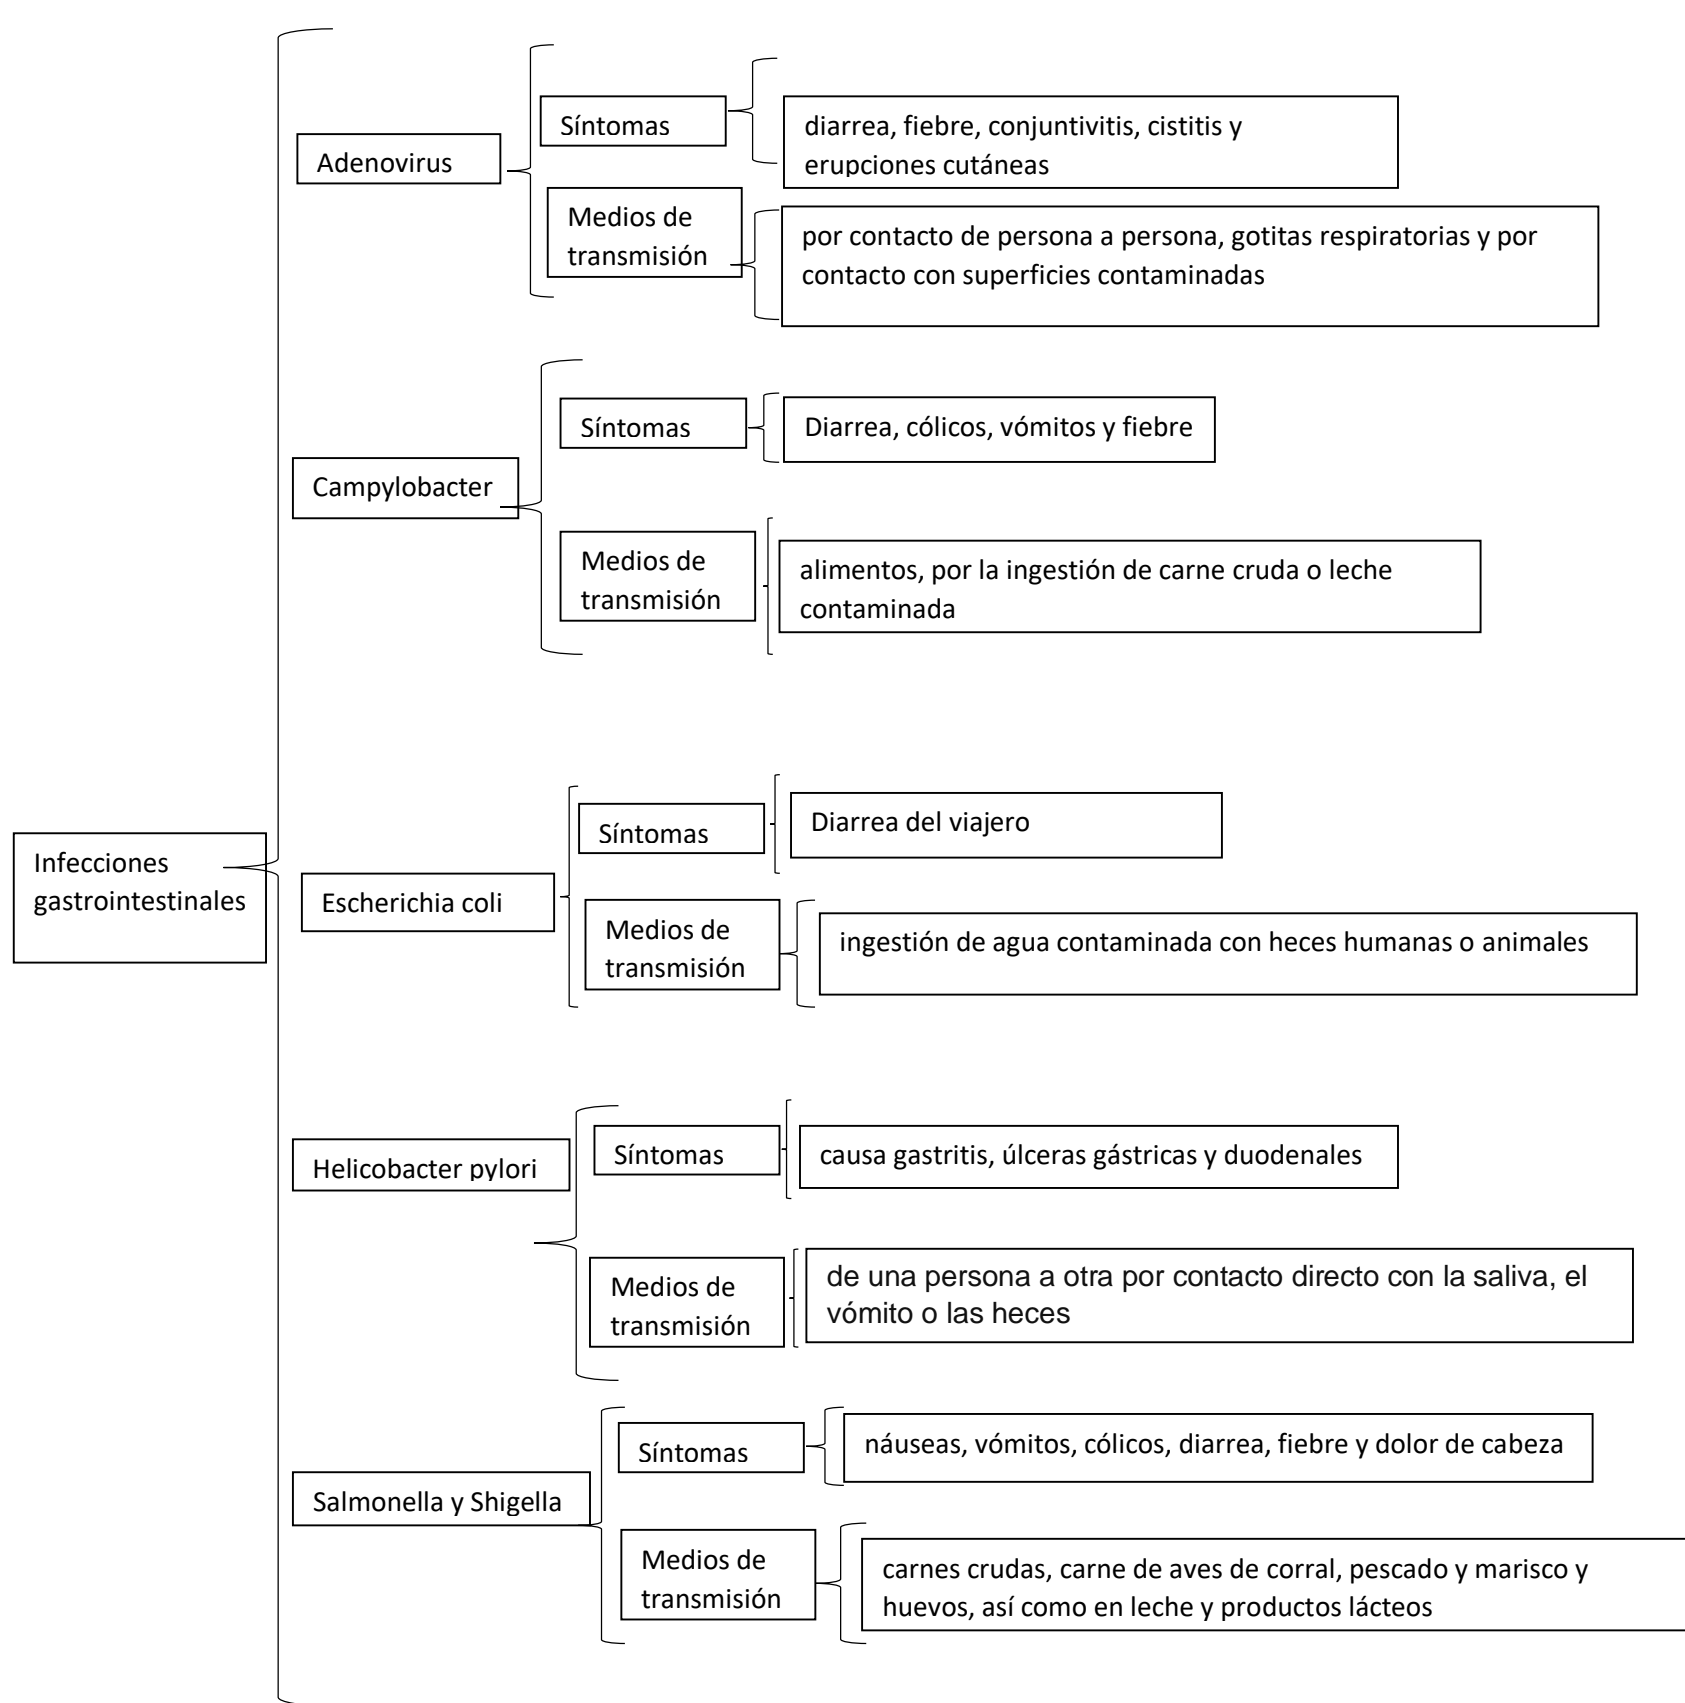 Síntomas
diarrea, fiebre, conjuntivitis, cistitis y
erupciones cutáneas
Adenovirus
Medios de
transmisión
por contacto de persona a persona, gotitas respiratorias y por
contacto con superficies contaminadas
Síntomas
Diarrea, cólicos, vómitos y fiebre
Campylobacter
Medios de
transmisión
alimentos, por la ingestión de carne cruda o leche
contaminada
Infecciones
gastrointestinales
Síntomas
Diarrea del viajero
Escherichia coli
Medios de
transmisión
ingestión de agua contaminada con heces humanas o animales
Helicobacter pylori
Síntomas
causa gastritis, úlceras gástricas y duodenales
Medios de
transmisión
de una persona a otra por contacto directo con la saliva, el
vómito o las heces
Salmonella y Shigella
Síntomas
náuseas, vómitos, cólicos, diarrea, fiebre y dolor de cabeza
Medios de
transmisión
carnes crudas, carne de aves de corral, pescado y marisco y
huevos, así como en leche y productos lácteos